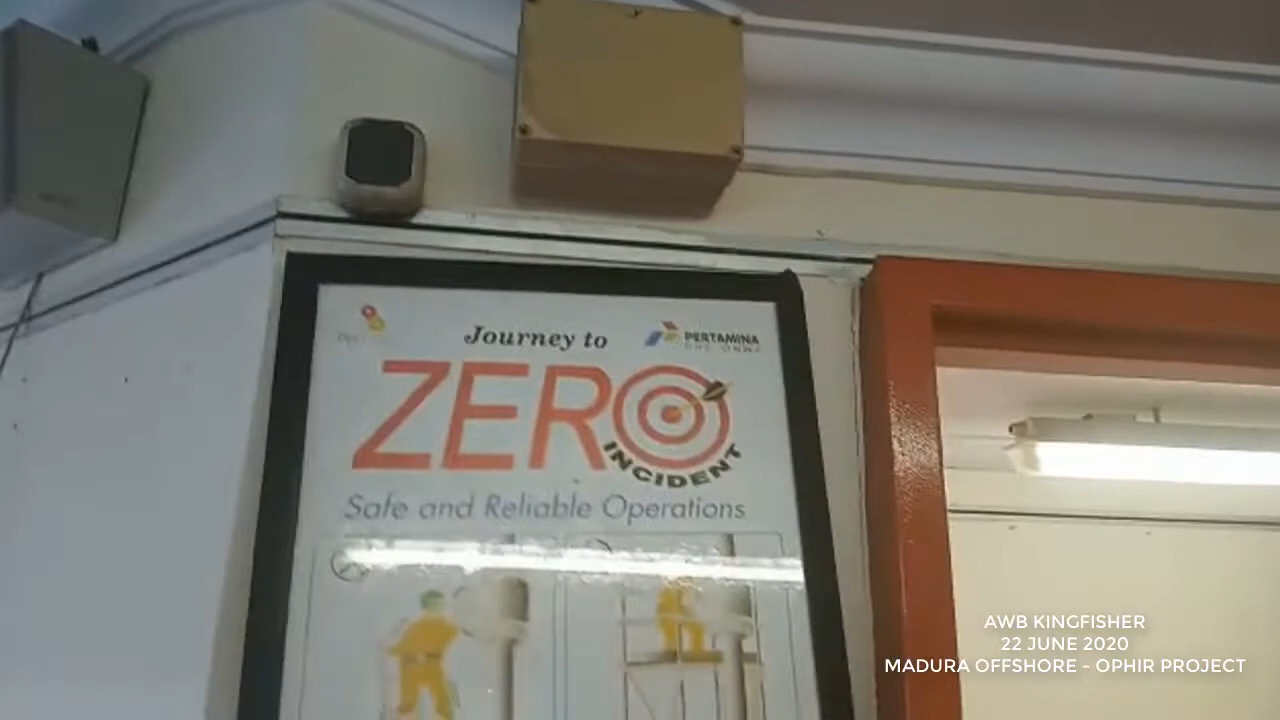 Journey to
PERTAMINA
ZERO
INCIDENT
Safe and Reliable Operations
AWB KINGFISHER
22 JUNE 2020
MADURA OFFSHORE - OPHIR PROJECT